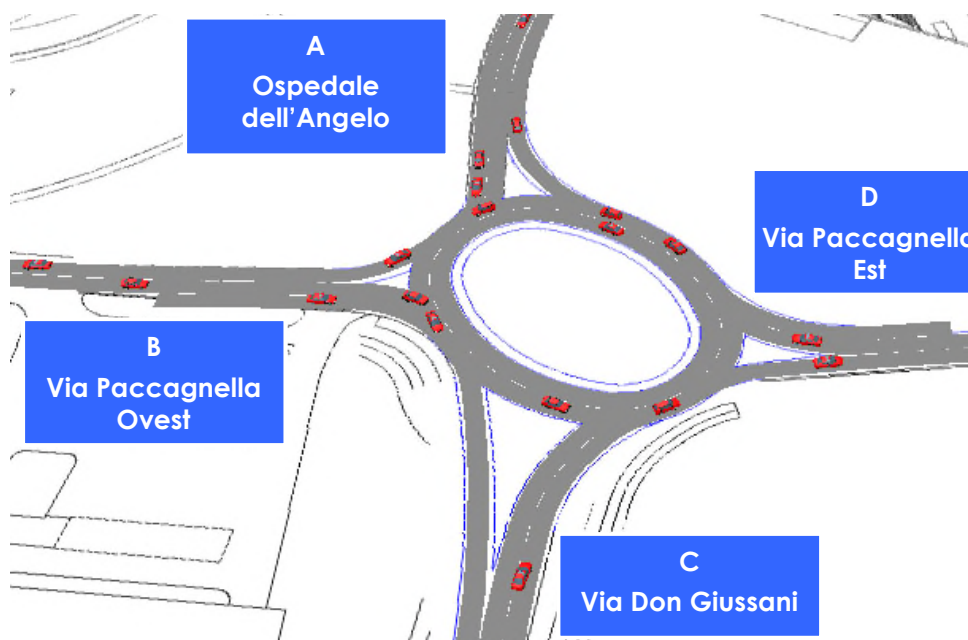 A
Ospedale
dell'Angelo
D
Via Paccagnella
Est
B
Via Paccagnella
Ovest
C
Via Don Giussani